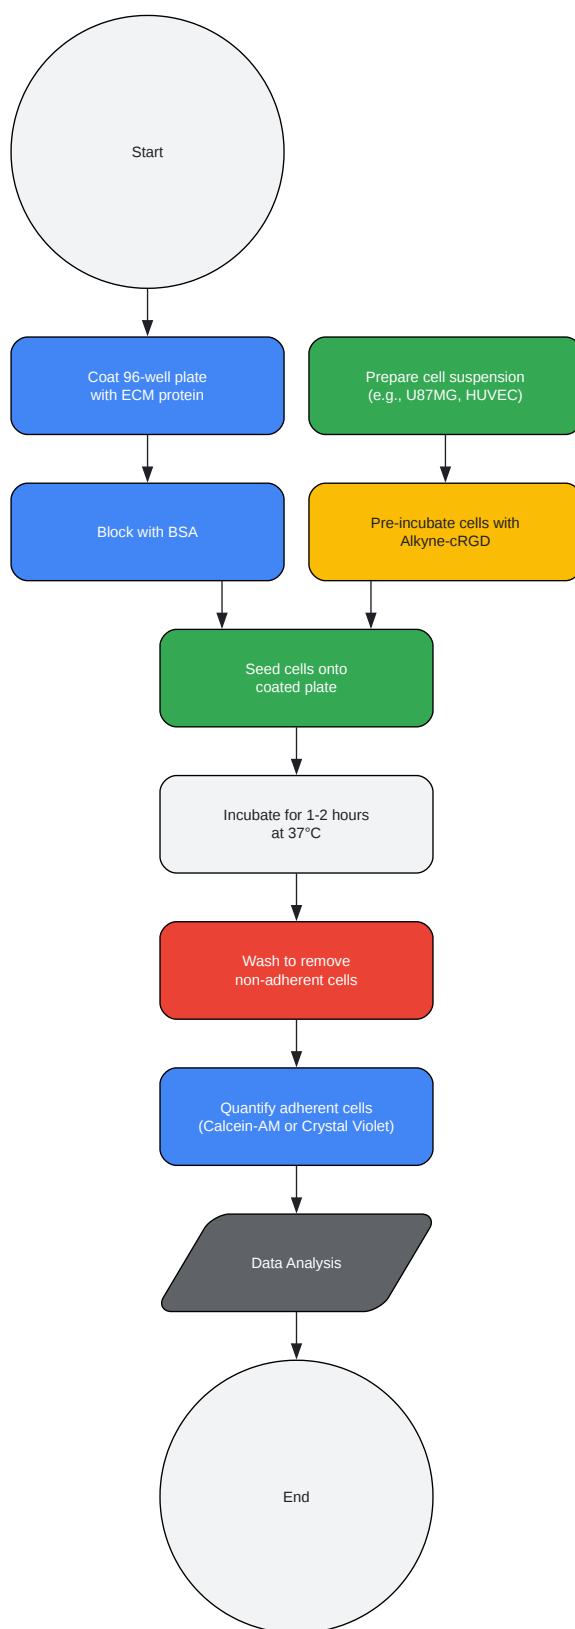 Start
Coat 96-well plate
with ECM protein
Prepare cell suspension
(e.g., U87MG, HUVEC)
Block with BSA
Pre-incubate cells with
Alkyne-cRGD
Seed cells onto
coated plate
Incubate for 1-2 hours
at 37°C
Wash to remove
non-adherent cells
Quantify adherent cells
(Calcein-AM or Crystal Violet)
Data Analysis
End